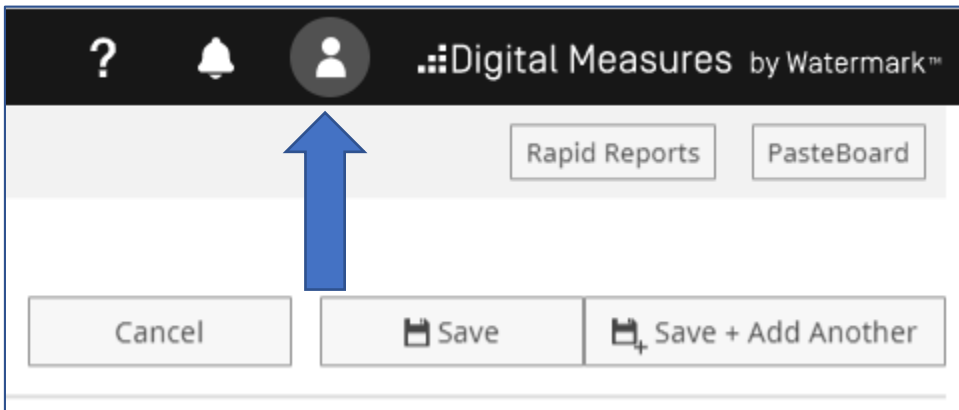 ? Digital Measures by Watermark™
Rapid Reports PasteBoard
Cancel Save Save + Add Another